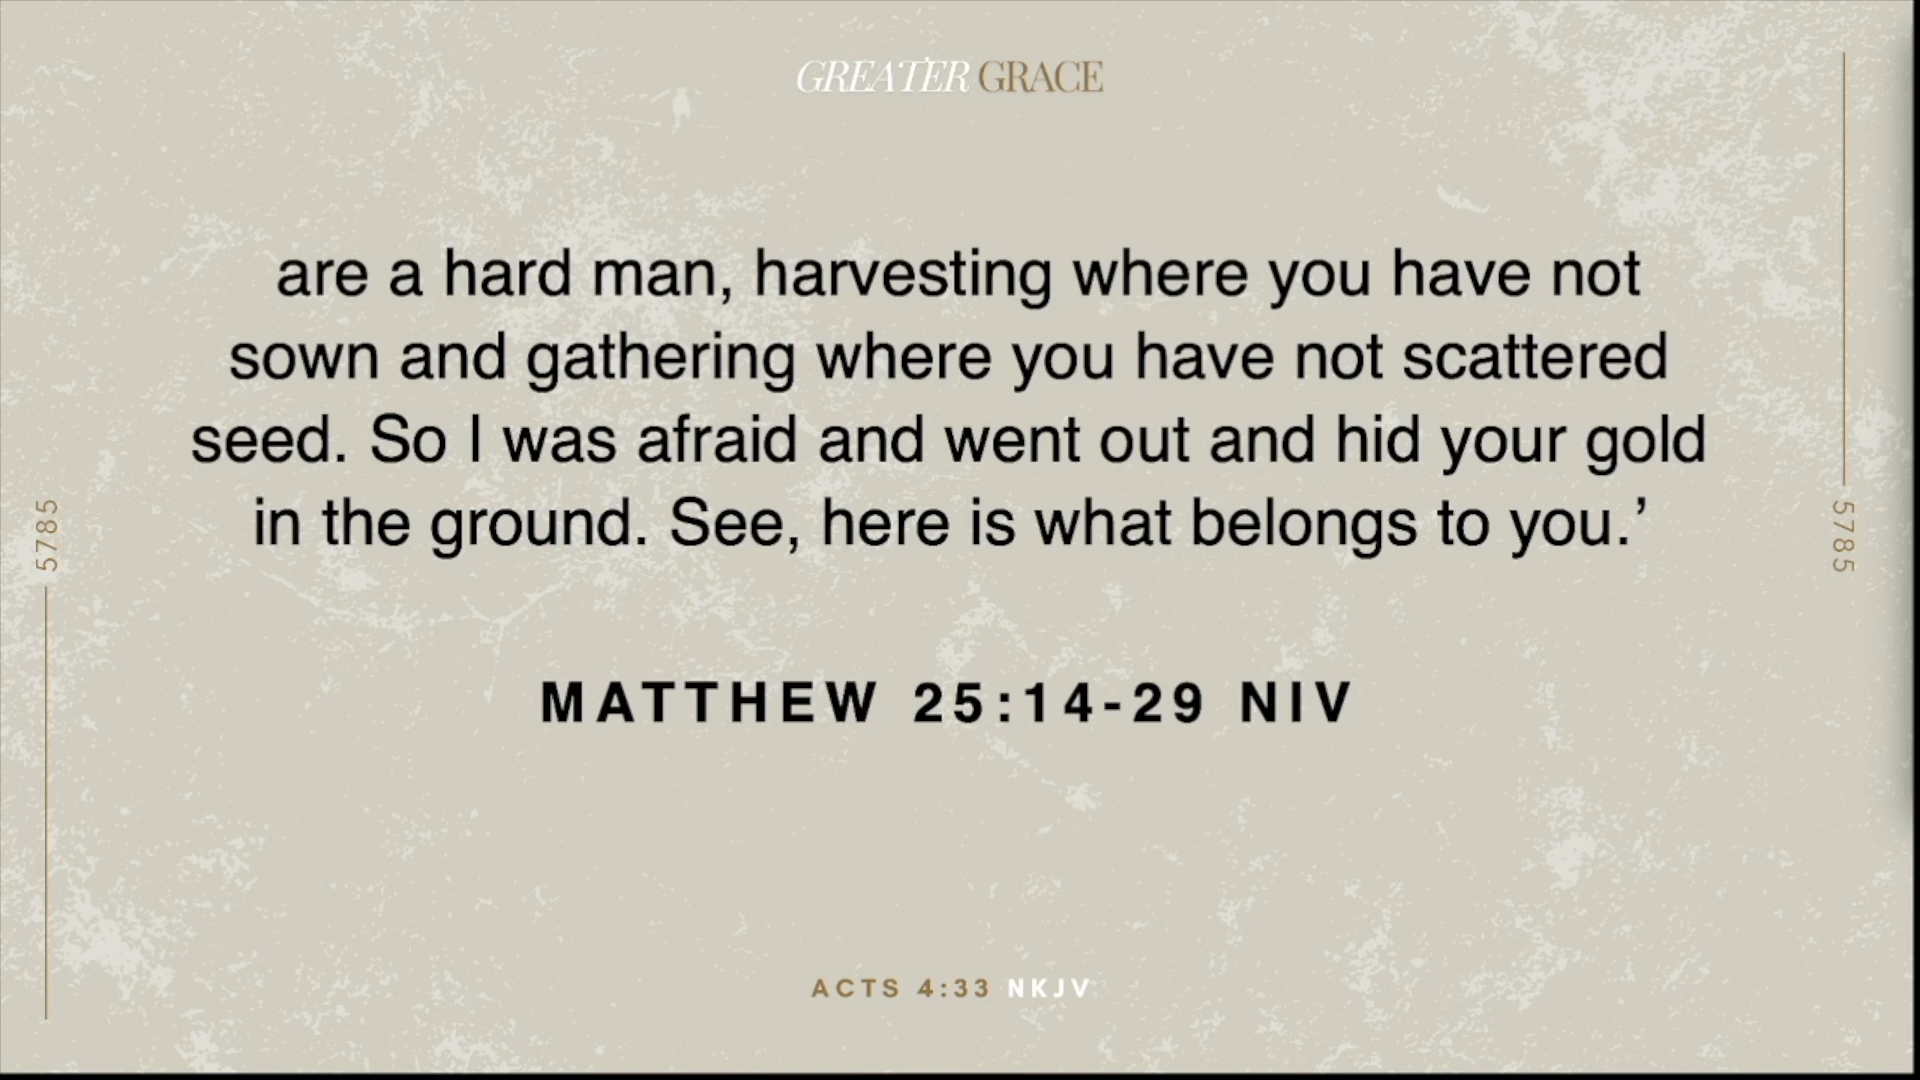 GREATER GRACE
are a hard man, harvesting where you have not
sown and gathering where you have not scattered
seed. So I was afraid and went out and hid your gold
in the ground. See, here is what belongs to you.’
5785
5785
MATTHEW 25:14-29 NIV
ACTS 4:33 NKJV